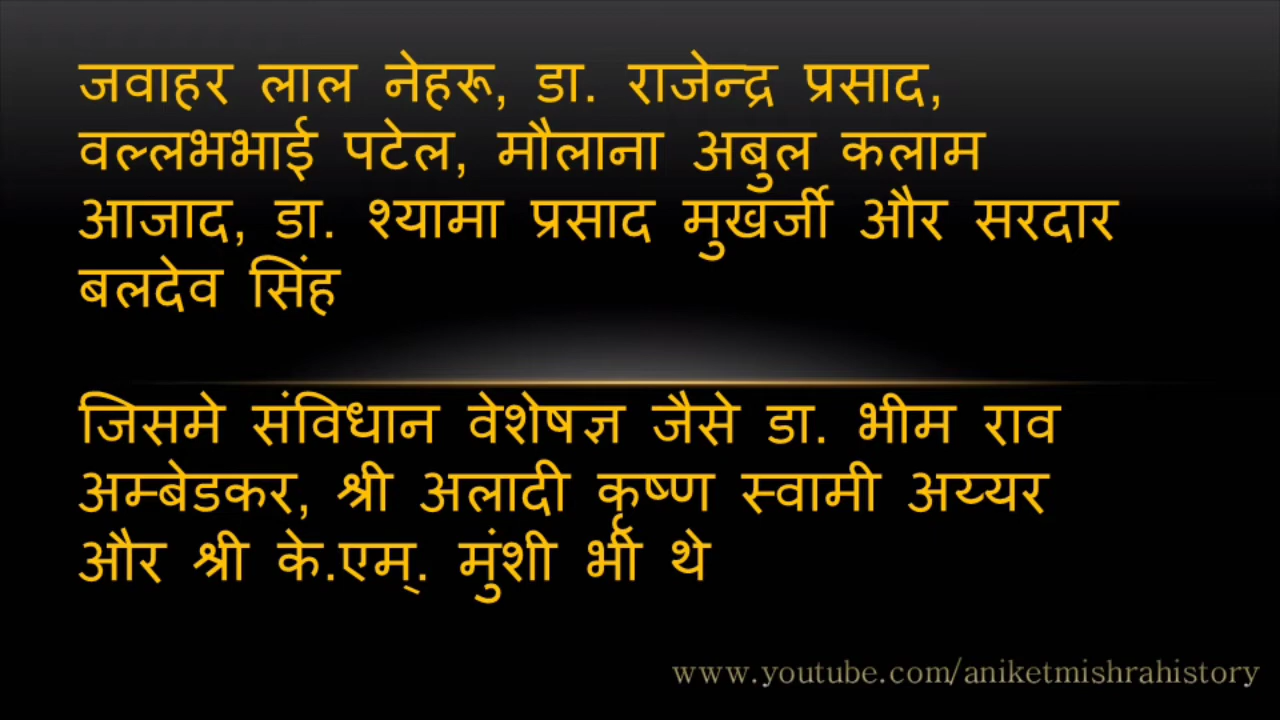 जवाहर लाल नेहरू, डा. राजेन्द्र प्रसाद,
वल्लभभाई पटेल, मौलाना अबुल कलाम
आजाद, डा. श्यामा प्रसाद मुखर्जी और सरदार
बलदेव सिंह
जिसमे संविधान वेशेषज्ञ जैसे डा. भीम राव
अम्बेडकर, श्री अलादी कृष्ण स्वामी अय्यर
और श्री के.एम्. मुंशी भी थे
www.youtube.com/aniketmishrahistory